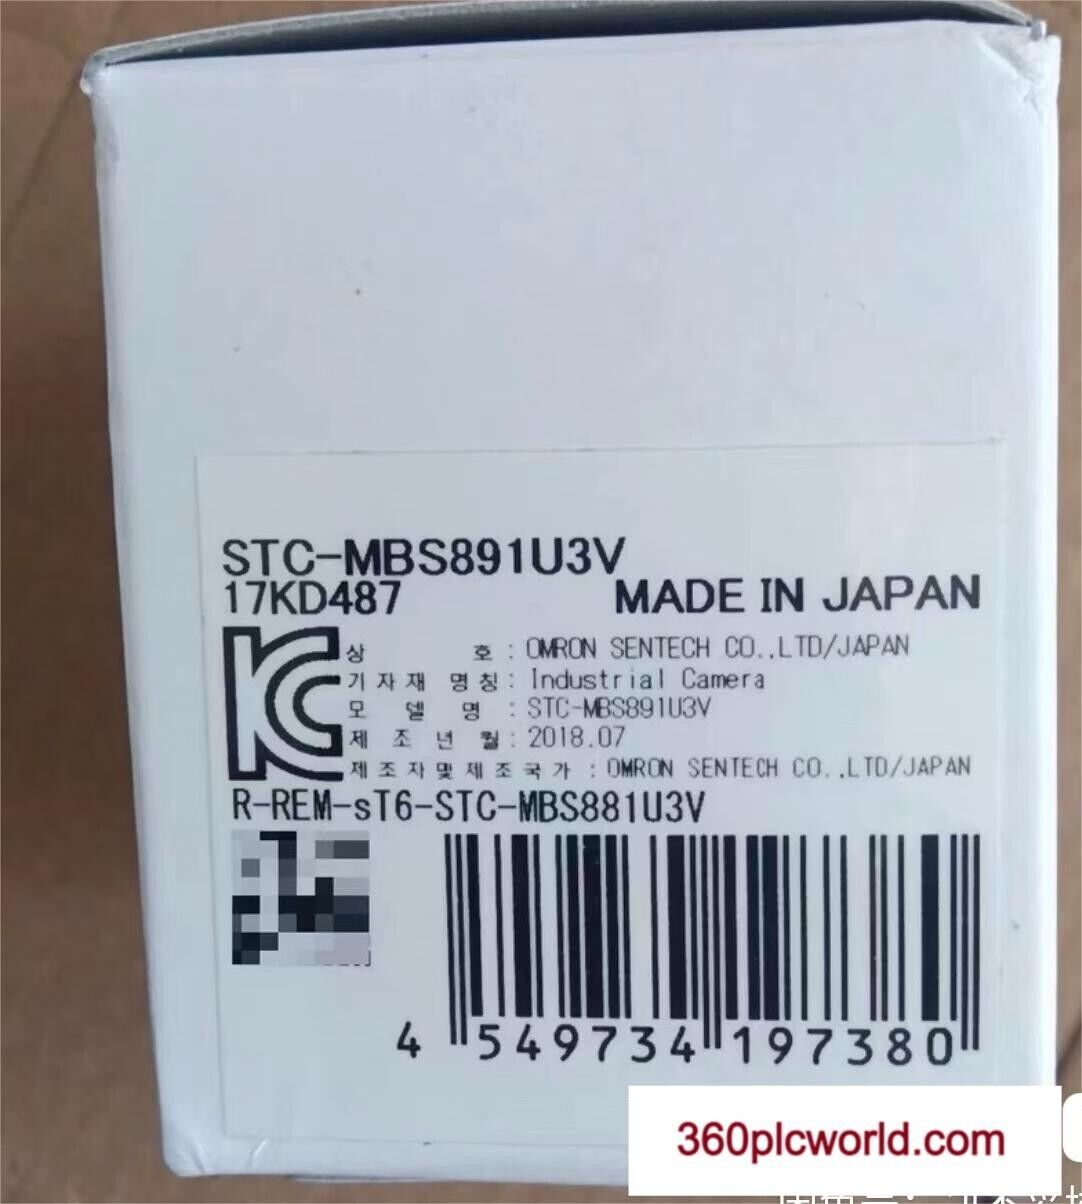 STC-MBS891U3V
17KD487 MADE IN JAPAN
상 호 : OMRON SENTECH CO.,LTD/JAPAN
기자재 명칭 : Industrial Camera
모 델 명 : STC-MBS891U3V
제 조 년 월 : 2018.07
제조자및제조국가 : OMRON SENTECH CO.,LTD/JAPAN
R-REM-sT6-STC-MBS881U3V
4 549734 197380
360plcworld.com